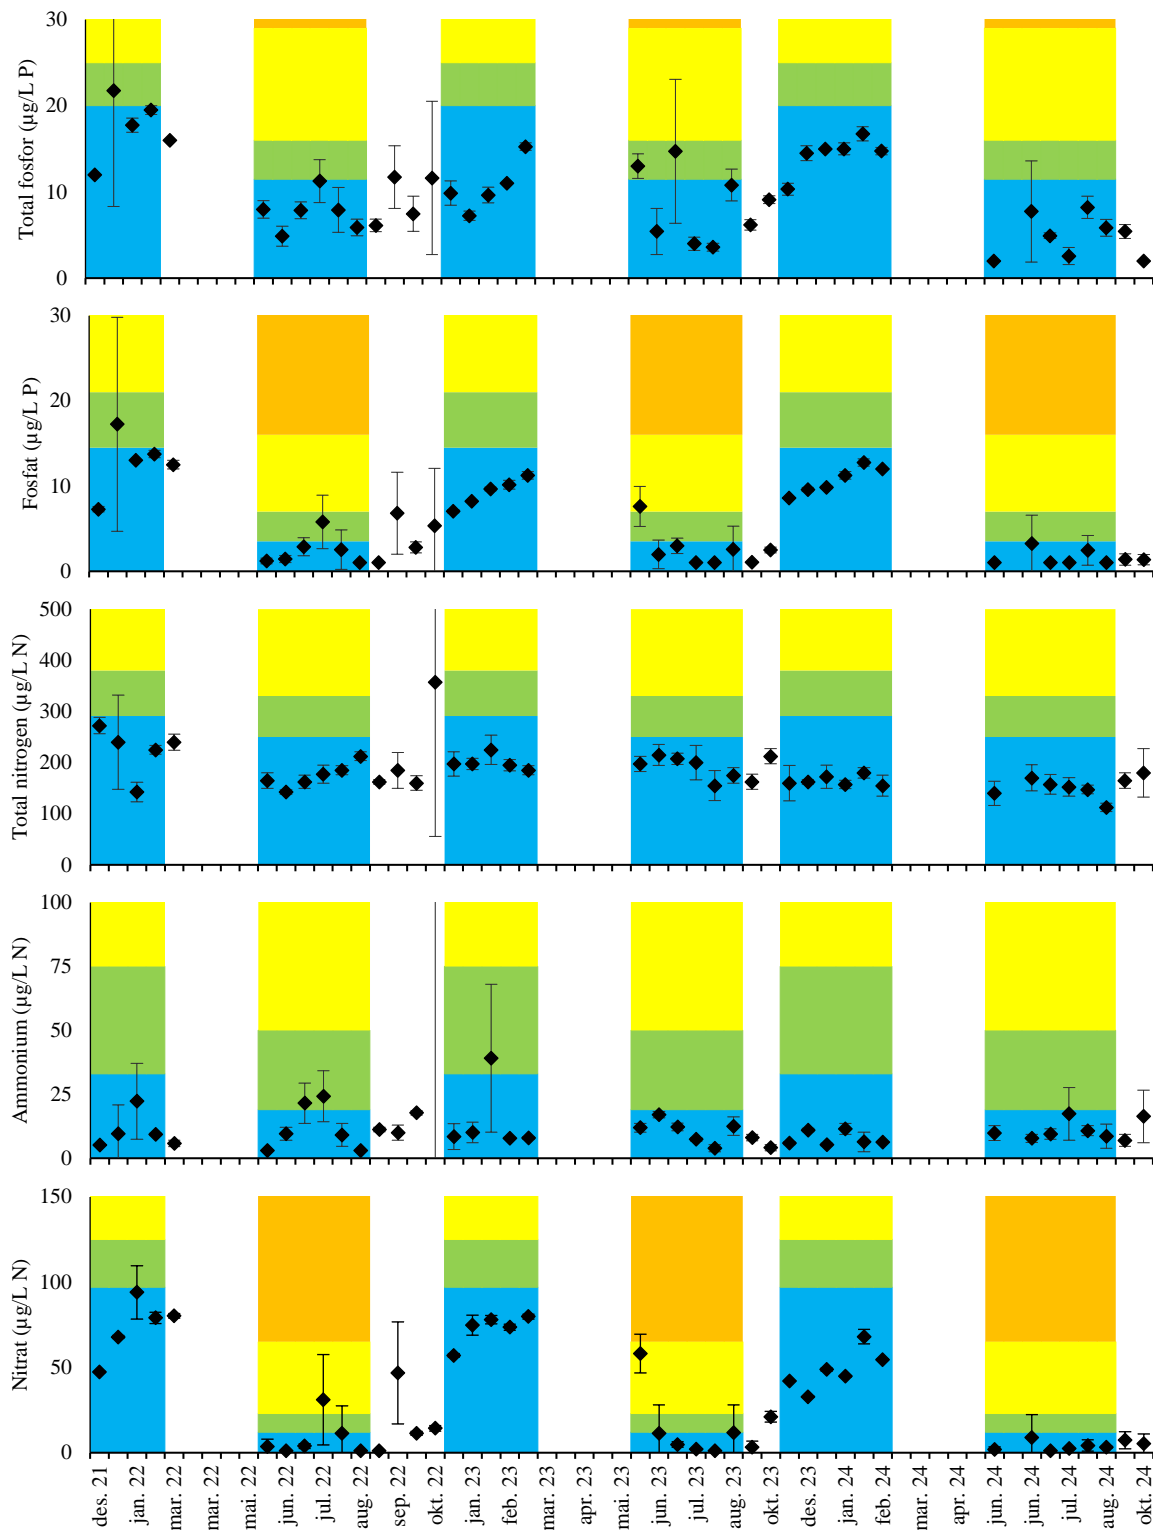 Total fosfor (µg/L P)
30
20
10
0
Fosfat (µg/L P)
30
20
10
0
Total nitrogen (µg/L N)
500
400
300
200
100
0
Ammonium (µg/L N)
100
75
50
25
0
Nitrat (µg/L N)
150
100
50
0
des. 21
jan. 22
mar. 22
mar. 22
mai. 22
jun. 22
jul. 22
aug. 22
sep. 22
okt. 22
jan. 23
feb. 23
mar. 23
apr. 23
mai. 23
jun. 23
jul. 23
aug. 23
okt. 23
des. 23
jan. 24
feb. 24
mar. 24
apr. 24
jun. 24
jun. 24
jul. 24
aug. 24
okt. 24